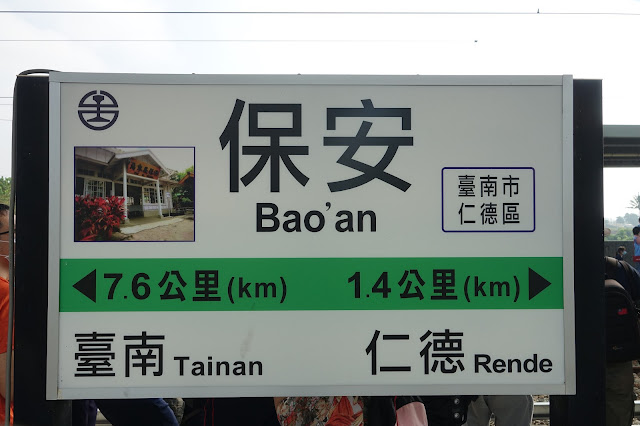 保安
Bao'an
臺南市
仁德區
7.6公里(km)
1.4公里(km)
臺南 Tainan
仁德 Rende